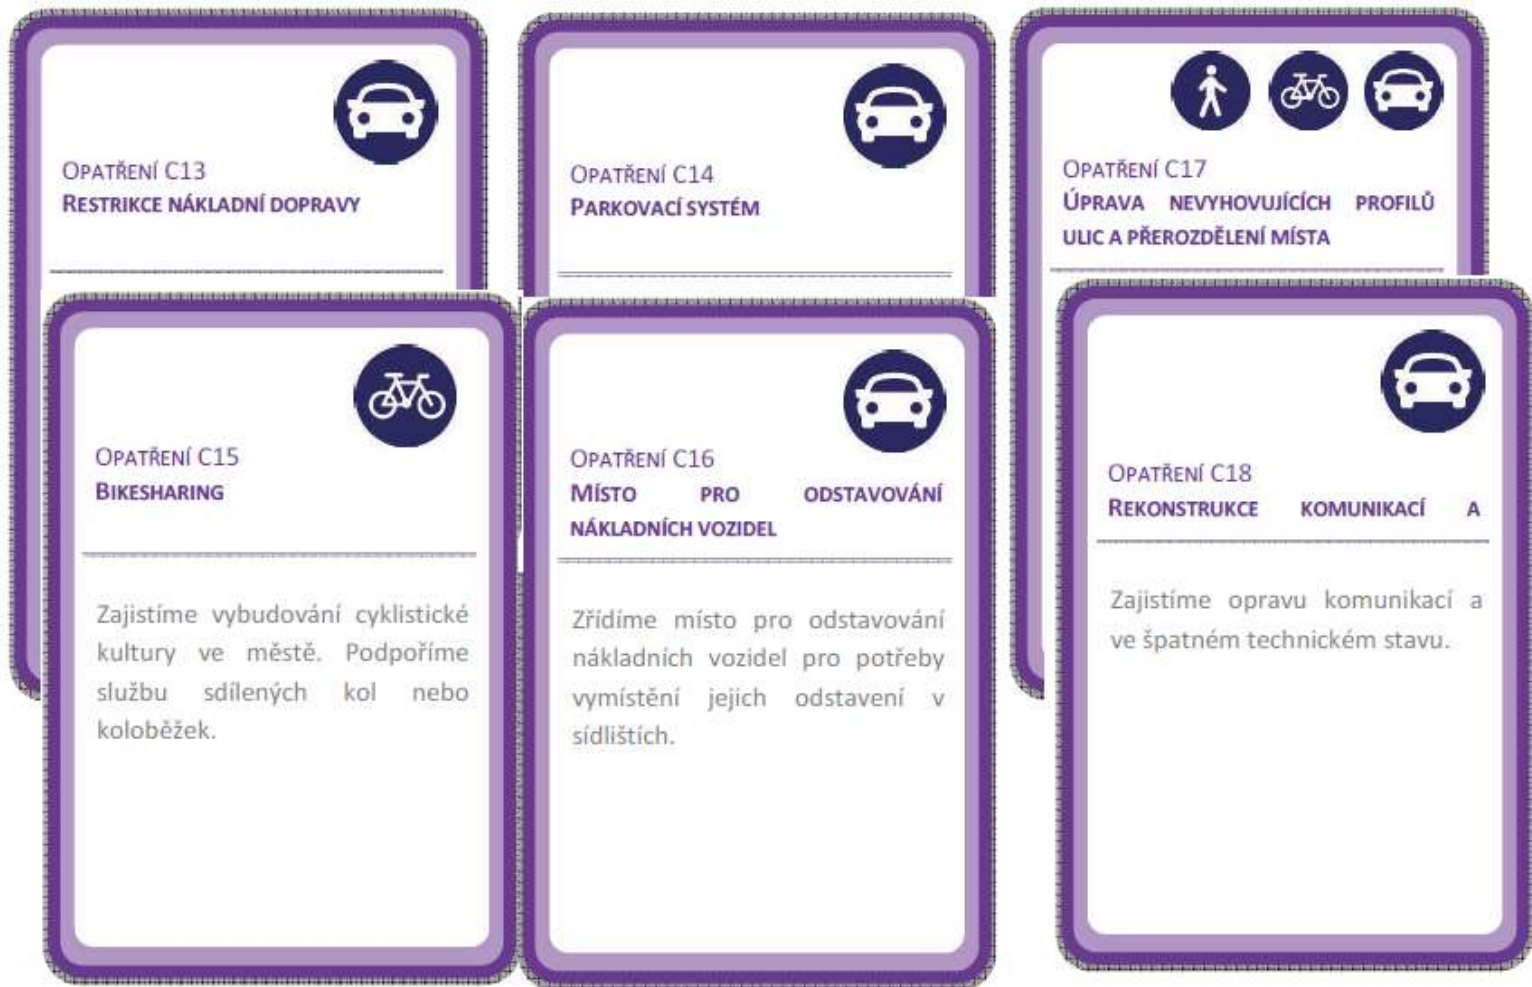 OPATŘENÍ C13
RESTRIKCE NÁKLADNÍ DOPRAVY
OPATŘENÍ C14
PARKOVACÍ SYSTÉM
OPATŘENÍ C17
ÚPRAVA NEVYHOVUJÍCÍCH PROFILŮ
ULIC A PŘEROZDĚLENÍ MÍSTA
OPATŘENÍ C15
BIKESHARING
Zajistíme vybudování cyklistické
kultury ve městě. Podpoříme
službu sdílených kol nebo
koloběžek.
OPATŘENÍ C16
MÍSTO PRO ODSTAVOVÁNÍ
NÁKLADNÍCH VOZIDEL
Zřídíme místo pro odstavování
nákladních vozidel pro potřeby
vymístění jejich odstavení v
sídlištích.
OPATŘENÍ C18
REKONSTRUKCE KOMUNIKACÍ A
Zajistíme opravu komunikací a
ve špatném technickém stavu.